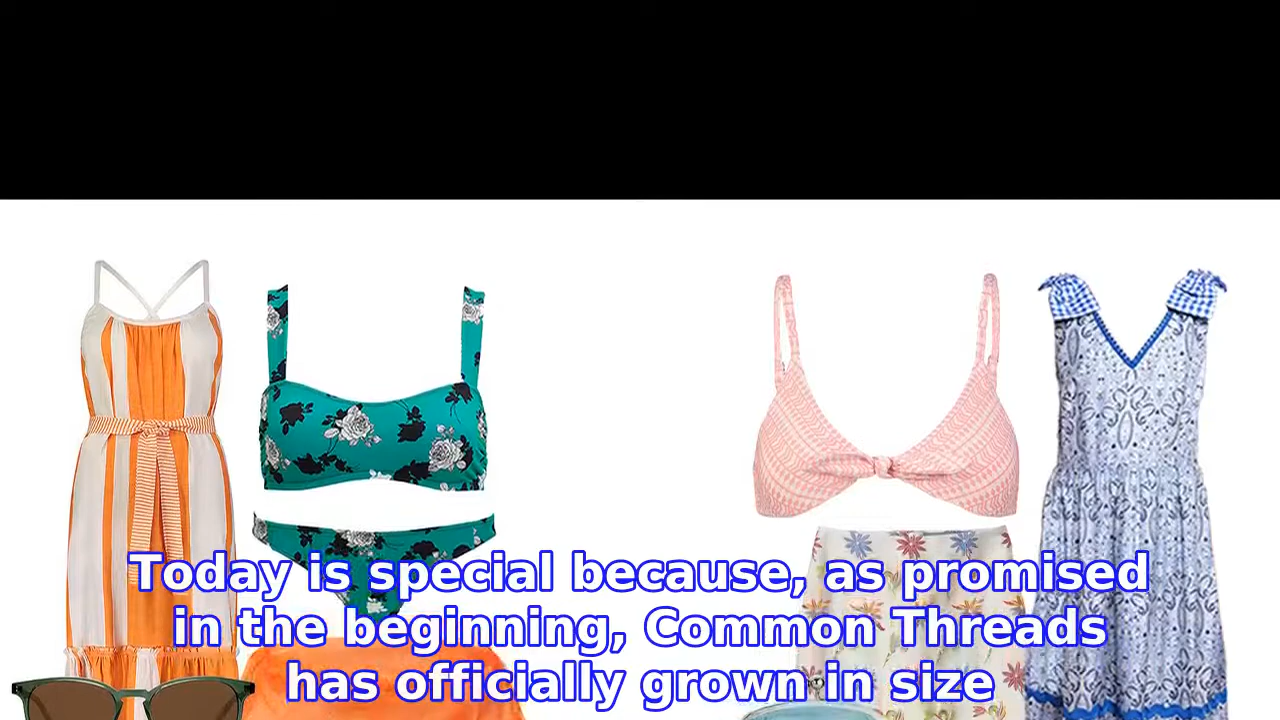 Today is special because, as promised
in the beginning, Common Threads
has officially grown in size